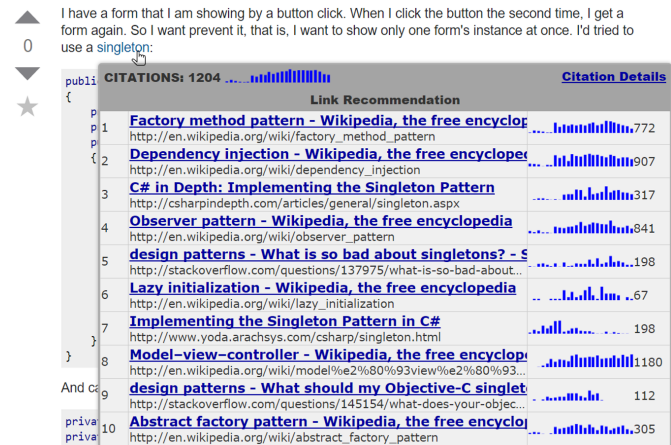 I have a form that I am showing by a button click. When I click the button the second time, I get a
form again. So I want prevent it, that is, I want to show only one form's instance at once. I'd tried to
0
use a singleton:
publi
{
p
p
p
{
}
}
And ca
privat
privat
CITATIONS: 1204
Citation Details
Link Recommendation
1 Factory method pattern - Wikipedia, the free encyclop 772
http://en.wikipedia.org/wiki/factory_method_pattern
2 Dependency injection - Wikipedia, the free encycloped 907
http://en.wikipedia.org/wiki/dependency_injection
3 C# in Depth: Implementing the Singleton Pattern 317
http://csharpindepth.com/articles/general/singleton.aspx
4 Observer pattern - Wikipedia, the free encyclopedia 841
http://en.wikipedia.org/wiki/observer_pattern
5 design patterns - What is so bad about singletons? - S 198
http://stackoverflow.com/questions/137975/what-is-so-bad-about...
6 Lazy initialization - Wikipedia, the free encyclopedia 67
http://en.wikipedia.org/wiki/lazy_initialization
7 Implementing the Singleton Pattern in C# 198
http://www.yoda.arachsys.com/csharp/singleton.html
8 Model-view-controller - Wikipedia, the free encyclope 1180
http://en.wikipedia.org/wiki/model%e2%80%93view%e2%80%93...
9 design patterns - What should my Objective-C singlet 112
http://stackoverflow.com/questions/145154/what-does-your-objec...
10 Abstract factory pattern - Wikipedia, the free encyclo 305
http://en.wikipedia.org/wiki/abstract_factory_pattern